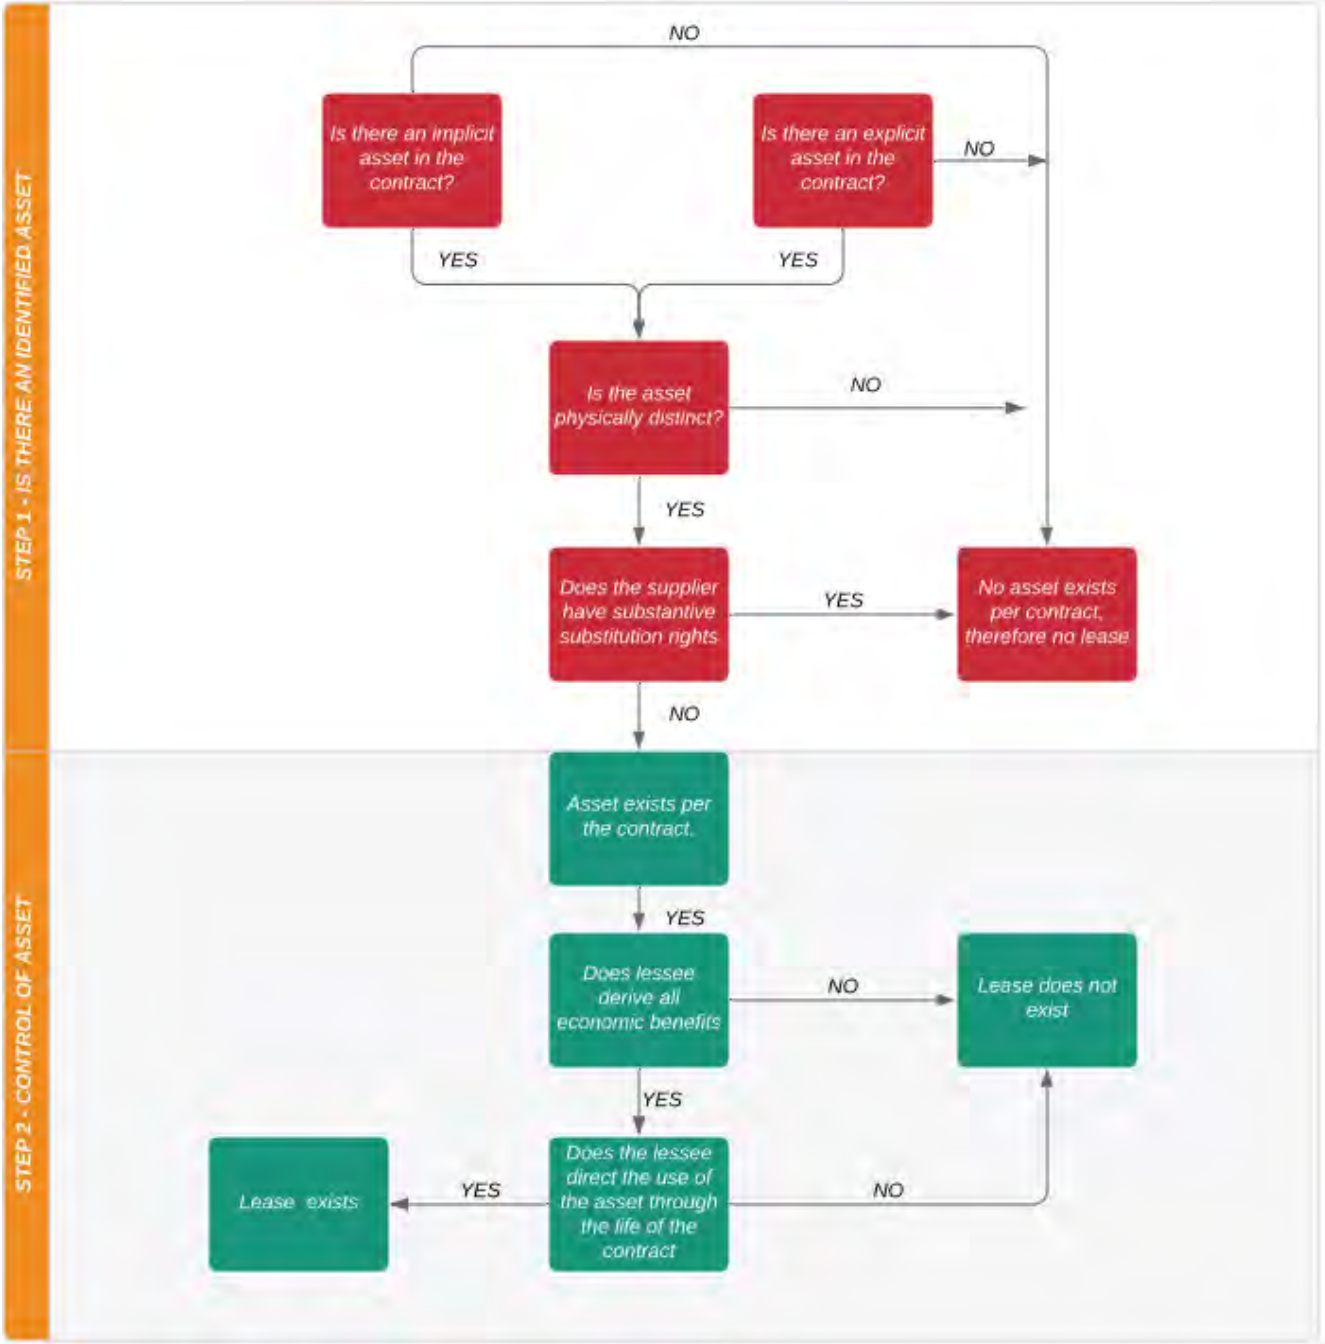 NO
Is there an implicit
asset in the
contract?
Is there an explicit
asset in the
contract?
NO
YES
YES
STEP 1 - IS THERE AN IDENTIFIED ASSET
Is the asset
physically distinct?
NO
YES
Does the supplier
have substantive
substitution rights
YES
No asset exists
per contract,
therefore no lease
NO
Asset exists per
the contract.
YES
STEP 2 - CONTROL OF ASSET
Does lessee
derive all
economic benefits
NO
Lease does not
exist
YES
Does the lessee
direct the use of
the asset through
the life of the
contract
YES
Lease exists
NO